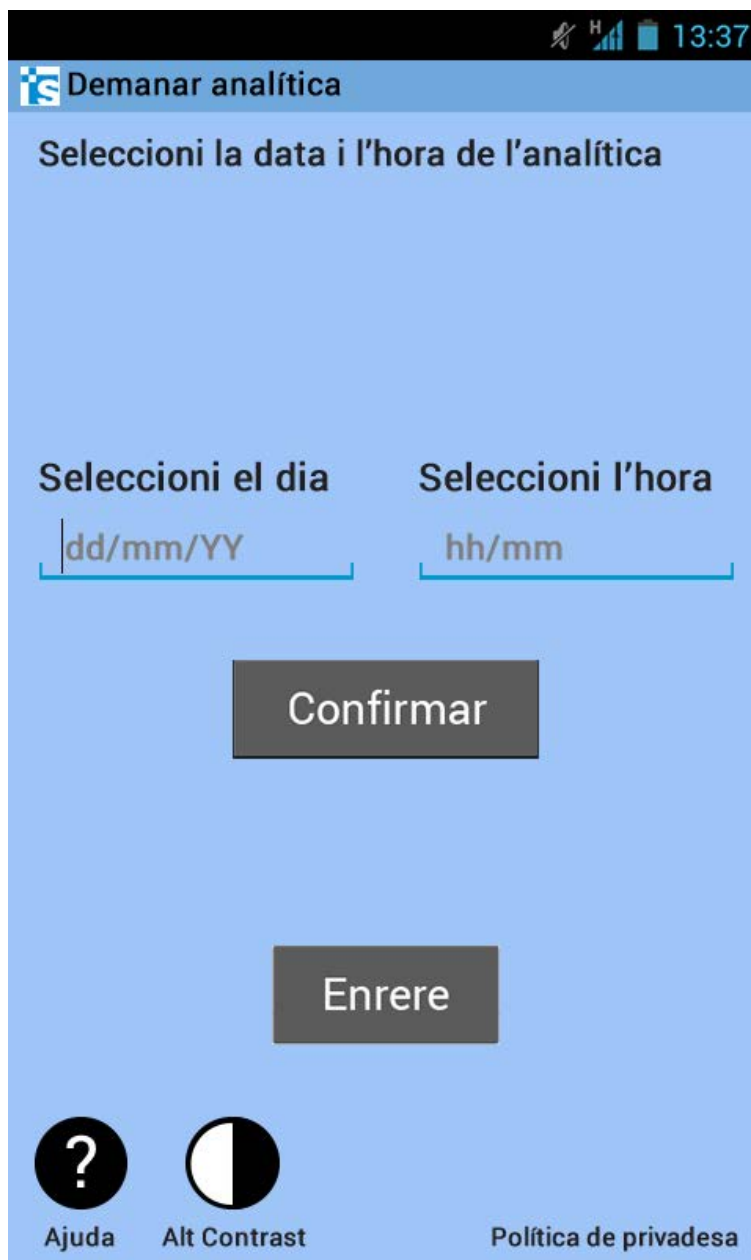 H 13:37
is Demanar analítica
Seleccioni la data i l'hora de l'analítica
Seleccioni el dia Seleccioni l'hora
dd/mm/YY hh/mm
Confirmar
Enrere
?
Ajuda Alt Contrast Política de privadesa